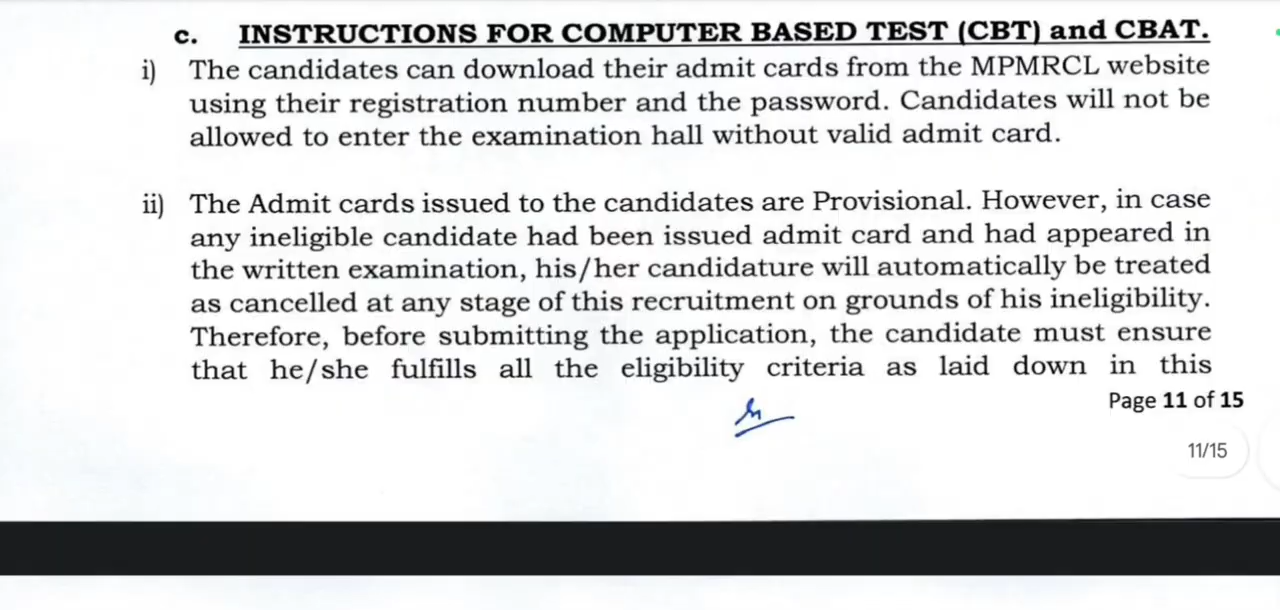 c. INSTRUCTIONS FOR COMPUTER BASED TEST (CBT) and CBAT.
i) The candidates can download their admit cards from the MPMRCL website
using their registration number and the password. Candidates will not be
allowed to enter the examination hall without valid admit card.
ii) The Admit cards issued to the candidates are Provisional. However, in case
any ineligible candidate had been issued admit card and had appeared in
the written examination, his/her candidature will automatically be treated
as cancelled at any stage of this recruitment on grounds of his ineligibility.
Therefore, before submitting the application, the candidate must ensure
that he/she fulfills all the eligibility criteria as laid down in this
Page 11 of 15
11/15